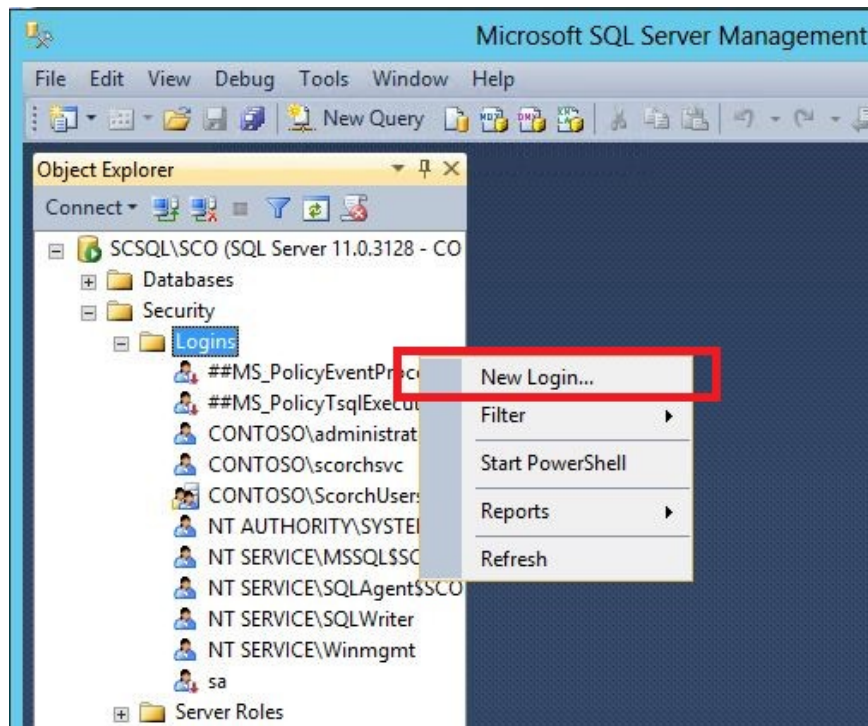 Microsoft SQL Server Management
File Edit View Debug Tools Window Help
New Query
Object Explorer
Connect
SCSQL\SCO (SQL Server 11.0.3128 - CO
Databases
Security
Logins
##MS_PolicyEventProce
##MS_PolicyTsqlExecut
CONTOSO\administrat
CONTOSO\scorchsvc
CONTOSO\ScorchUsers
NT AUTHORITY\SYSTE
NT SERVICE\MSSQL$SC
NT SERVICE\SQLAgent$SCO
NT SERVICE\SQLWriter
NT SERVICE\Winmgmt
sa
Server Roles
New Login...
Filter
Start PowerShell
Reports
Refresh